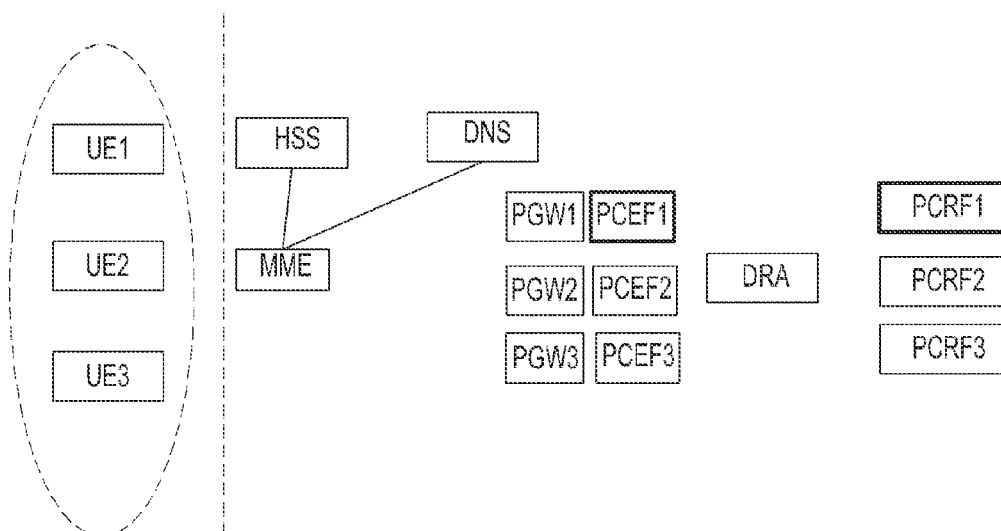 UE1
UE2
UE3
HSS
DNS
MME
PGW1 PCEF1
PGW2 PCEF2
PGW3 PCEF3
DRA
PCRF1
PCRF2
PCRF3